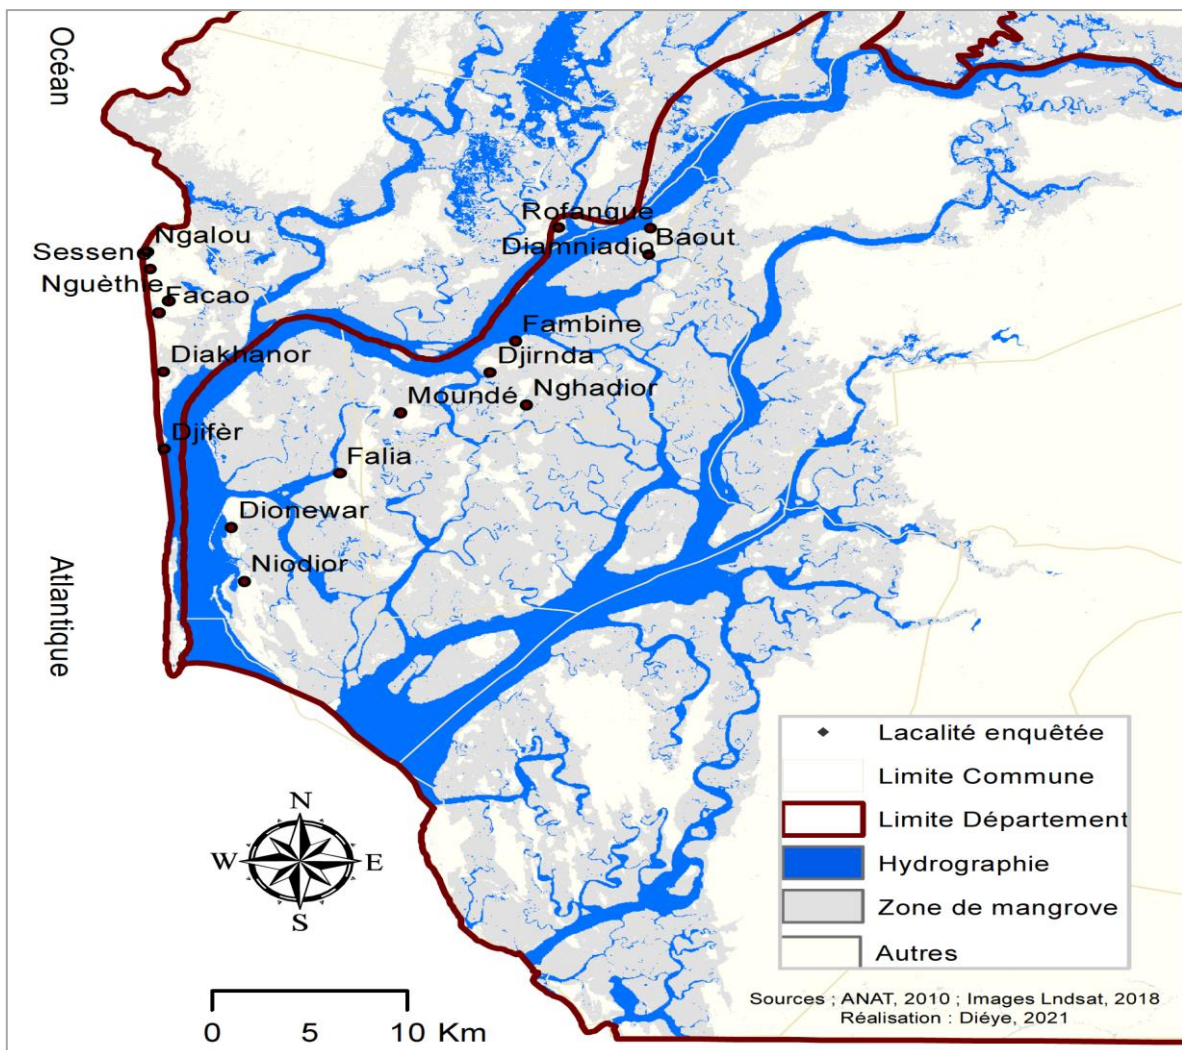 Océan
Rofangue
Diamniadio
Baout
Ngalou
Sessen
Nguèthie
Facao
Fambine
Diakhanor
Djirnda
Moundé
Nghadior
Djifèr
Falia
Dionewar
Niodior
Atlantique
Lacalité enquêtée
Limite Commune
Limite Département
Hydrographie
Zone de mangrove
Autres
N
W
E
S
0 5 10 Km
Sources ; ANAT, 2010 ; Images Lndsat, 2018
Réalisation : Diéye, 2021